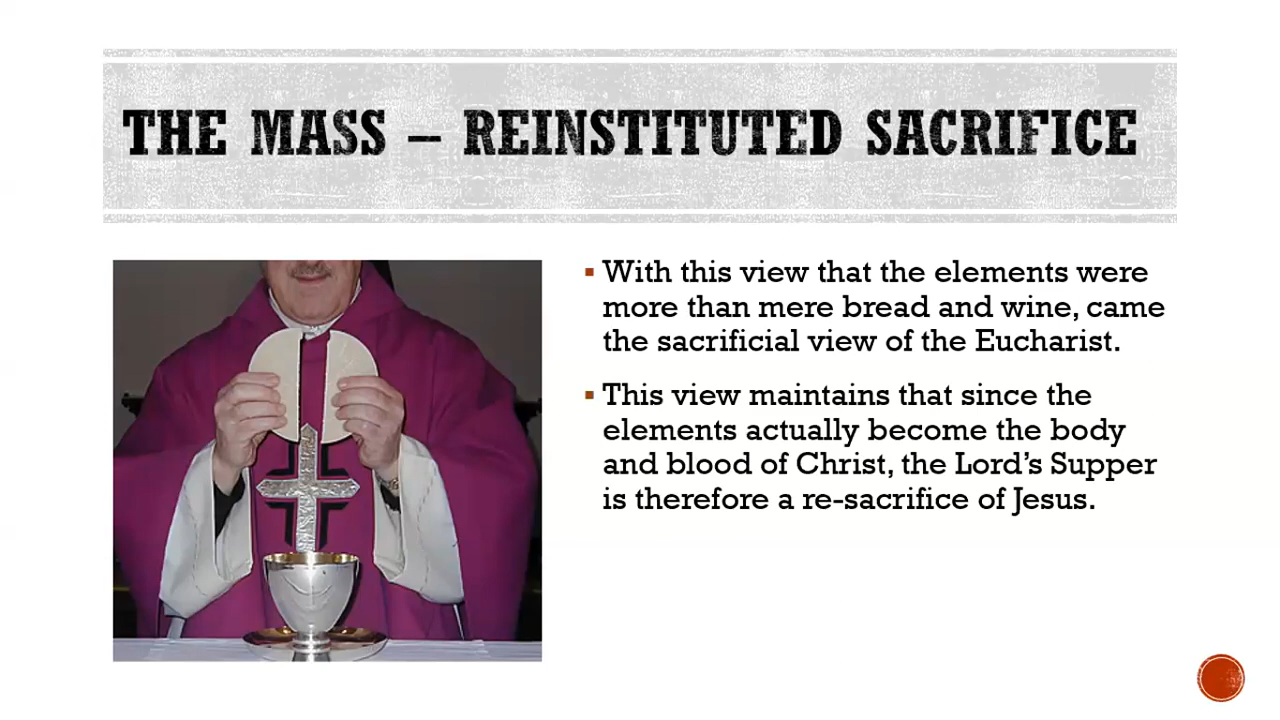 THE MASS – REINSTITUTED SACRIFICE
With this view that the elements were
more than mere bread and wine, came
the sacrificial view of the Eucharist.
This view maintains that since the
elements actually become the body
and blood of Christ, the Lord's Supper
is therefore a re-sacrifice of Jesus.